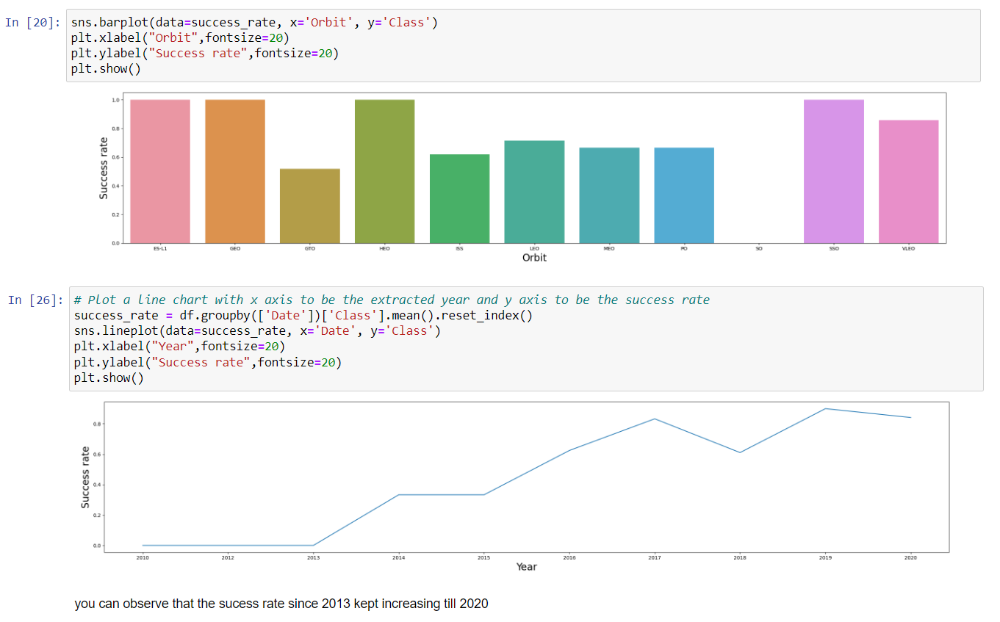 In [20]: sns.barplot(data=success_rate, x='Orbit', y='Class')
plt.xlabel("Orbit",fontsize=20)
plt.ylabel("Success rate",fontsize=20)
plt.show()
Success rate
1.0
0.8
0.6
0.4
0.2
0.0
ES-L1 GEO GTO HEO ISS LEO MEO PO SO SSO VLEO
Orbit
In [26]: # Plot a line chart with x axis to be the extracted year and y axis to be the success rate
success_rate = df.groupby(['Date'])['Class'].mean().reset_index()
sns.lineplot(data=success_rate, x='Date', y='Class')
plt.xlabel("Year",fontsize=20)
plt.ylabel("Success rate",fontsize=20)
plt.show()
Success rate
0.8
0.6
0.4
0.2
0.0
2010 2012 2013 2014 2015 2016 2017 2018 2019 2020
Year
you can observe that the sucess rate since 2013 kept increasing till 2020